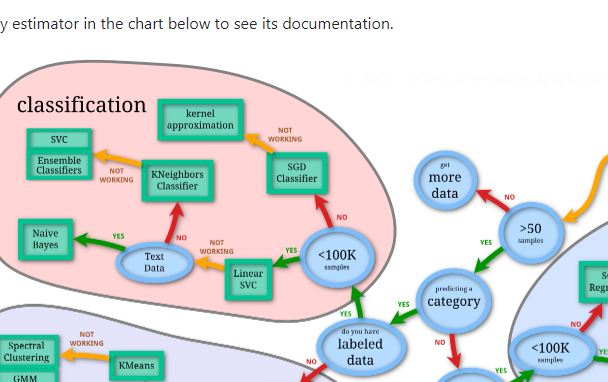 y estimator in the chart below to see its documentation.
classification
kernel
approximation
NOT
WORKING
SVC
Ensemble
Classifiers
NOT
WORKING
KNeighbors
Classifier
SGD
Classifier
get
more
data
NO
>50
samples
YES
NO
NO
Naive
Bayes
YES
Text
Data
NOT
WORKING
Linear
SVC
YES
<100K
samples
predicting a
category
YES
YES
NO
do you have
labeled
data
NO
<100K
samples
NO
YES
YES
Spectral
Clustering
GMM
NOT
WORKING
KMeans